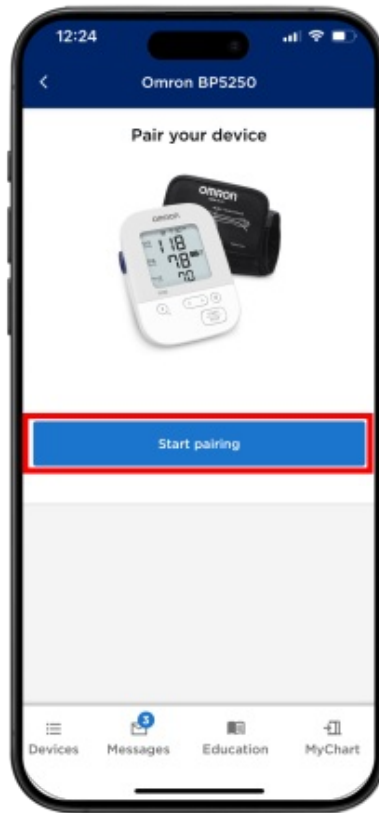 12:24
Omron BP5250
Pair your device
OMRON
OMRON
118
78
70
Start pairing
3
Devices
Messages
Education
MyChart